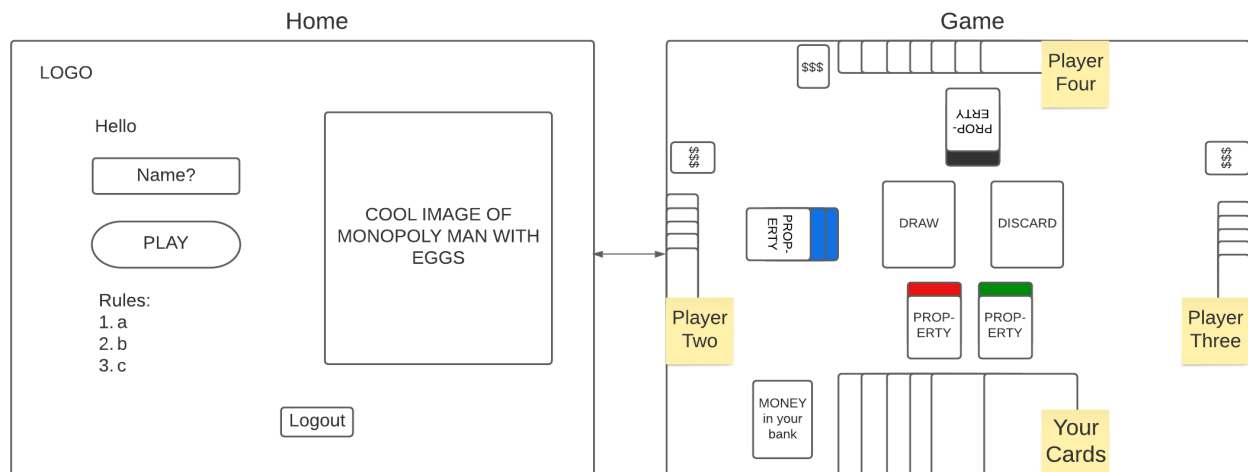 Home
LOGO
Hello
Name?
PLAY
Rules:
1. a
2. b
3. c
COOL IMAGE OF
MONOPOLY MAN WITH
EGGS
Logout
Game
$$$
Player
Four
PROP-
ERTY
$$$
$$$
PROP-
ERTY
DRAW
DISCARD
PROP-
ERTY
PROP-
ERTY
Player
Two
Player
Three
MONEY
in your
bank
Your
Cards